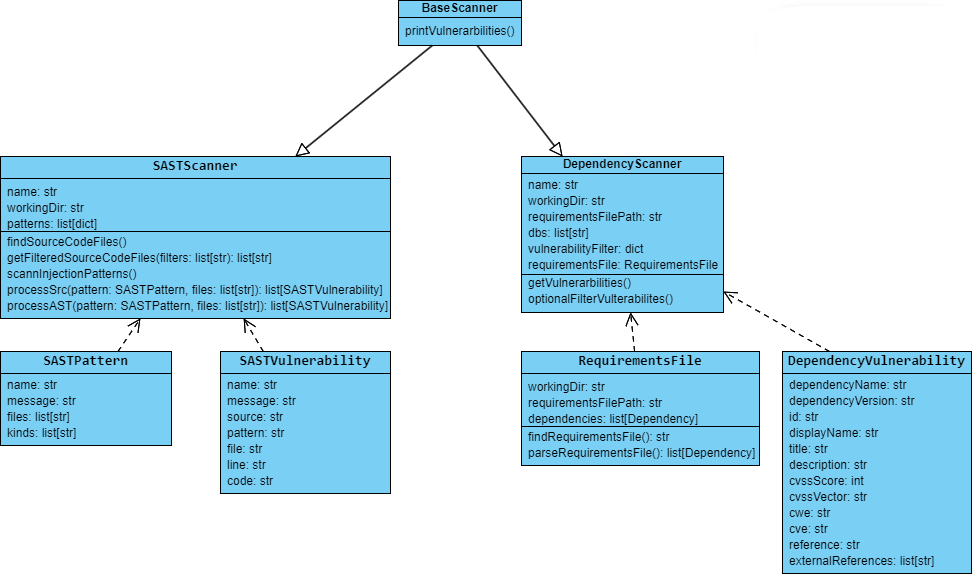 BaseScanner
printVulnerarbilities()
SASTScanner
name: str
workingDir: str
patterns: list[dict]
findSourceCodeFiles()
getFilteredSourceCodeFiles(filters: list[str): list[str]
scannInjectionPatterns()
processSrc(pattern: SASTPattern, files: list[str]): list[SASTVulnerability]
processAST(pattern: SASTPattern, files: list[str]): list[SASTVulnerability]
DependencyScanner
name: str
workingDir: str
requirementsFilePath: str
dbs: list[str]
vulnerabilityFilter: dict
requirementsFile: RequirementsFile
getVulnerarbilities()
optionalFilterVulterabilites()
SASTPattern
name: str
message: str
files: list[str]
kinds: list[str]
SASTVulnerability
name: str
message: str
source: str
pattern: str
file: str
line: str
code: str
RequirementsFile
workingDir: str
requirementsFilePath: str
dependencies: list[Dependency]
findRequirementsFile(): str
parseRequirementsFile(): list[Dependency]
DependencyVulnerability
dependencyName: str
dependencyVersion: str
id: str
displayName: str
title: str
description: str
cvssScore: int
cvssVector: str
cwe: str
cve: str
reference: str
externalReferences: list[str]